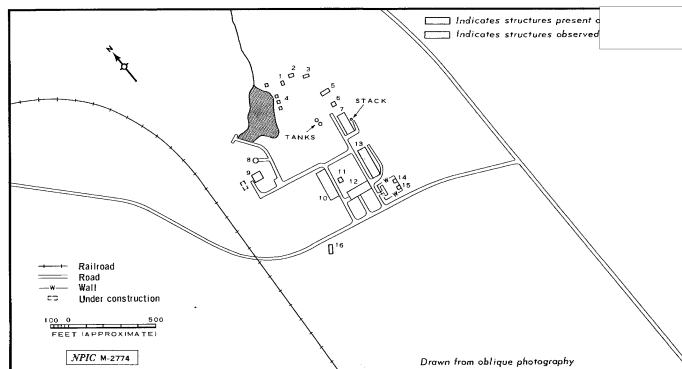 Indicates structures present
Indicates structures observed
N
1
2
3
4
5
6
7
STACK
TANKS
8
9
10
11
12
13
W
14
15
W
16
Railroad
Road
W
Wall
Under construction
100 0 500
FEET (APPROXIMATE)
NPIC M-2774
Drawn from oblique photography